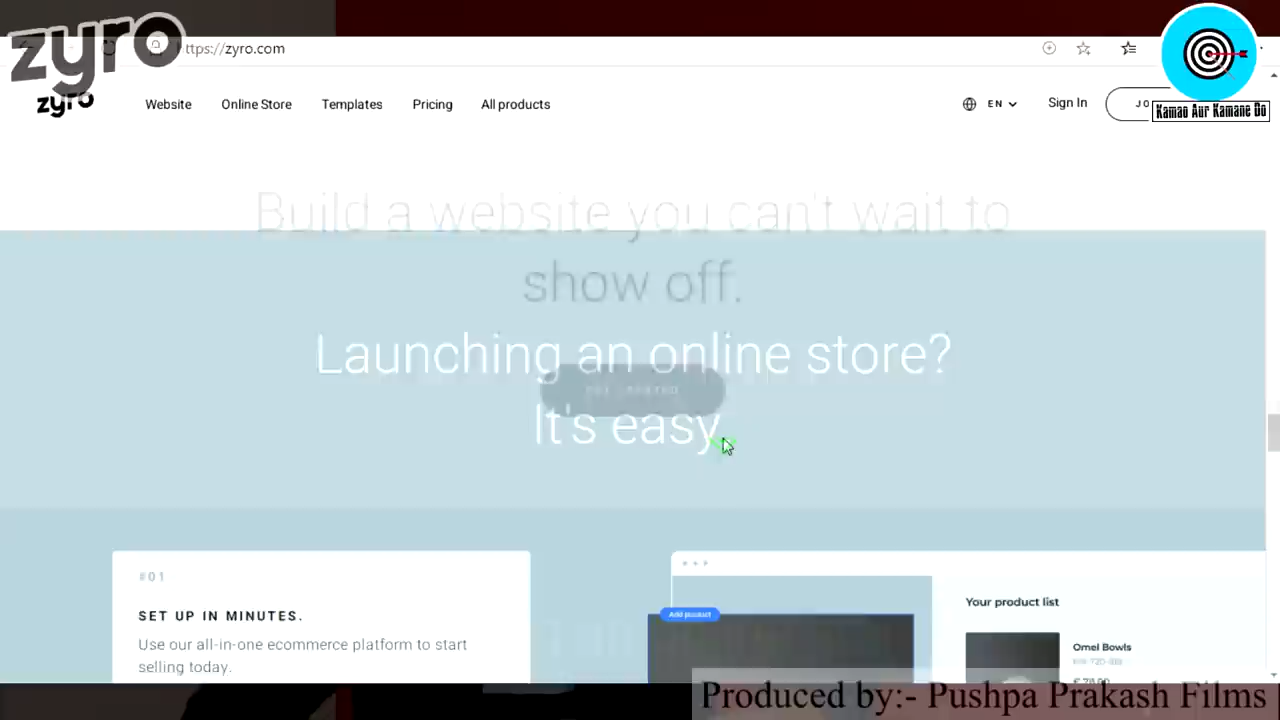 zyro
https://zyro.com
zyro
Website
Online Store
Templates
Pricing
All products
EN
Sign In
JO
Kamao Aur Kamane Do
Build a website you can't wait to
show off.
Launching an online store?
It's easy.
#01
SET UP IN MINUTES.
Use our all-in-one ecommerce platform to start
selling today.
Add product
Your product list
Omel Bowls
Produced by:- Pushpa Prakash Films